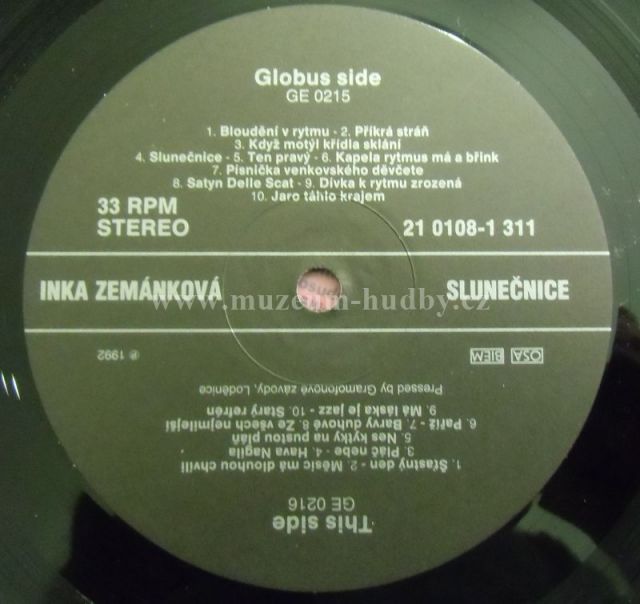 Globus side
GE 0215
1. Bloudění v rytmu - 2. Příkrá stráň
3. Když motýl křídla sklání
4. Slunečnice - 5. Ten pravý - 6. Kapela rytmus má a břink
7. Písnička venkovského děvčete
8. Satyn Delle Scat - 9. Dívka k rytmu zrozená
10. Jaro táhlo krajem
33 RPM
STEREO
21 0108-1 311
INKA ZEMÁNKOVÁ
SLUNEČNICE
www.muzeum-hudby.cz
This side
GE 0216
1. Šťastný den - 2. Měsíc má dlouhou chvíli
3. Pláč nebe - 4. Hava Nagila
5. Nes kytky na pustou pláň
6. Paříž - 7. Barvy duhové 8. Ze všech nejmilejší
9. Má láska je jazz - 10. Starý refrén
Pressed by Gramofonové závody, Loděnice
OSA BIEM
℗ 1992